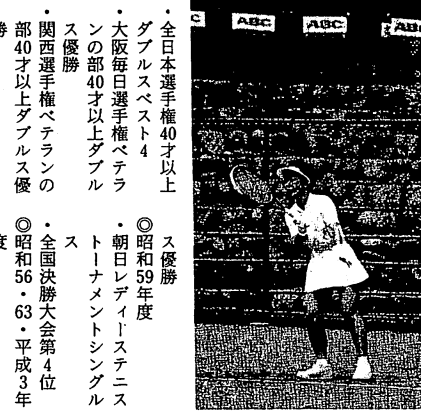 ABC
ABC
AB
・全日本選手権40才以上
ダブルスベスト4
・大阪毎日選手権ベテラ
ンの部40才以上ダブル
ス優勝
・関西選手権ベテランの
部40才以上ダブルス優
勝
ス優勝
◎昭和59年度
・朝日レディーステニス
トーナメントシングル
ス
・全国決勝大会第4位
◎昭和56・63・平成3年
度